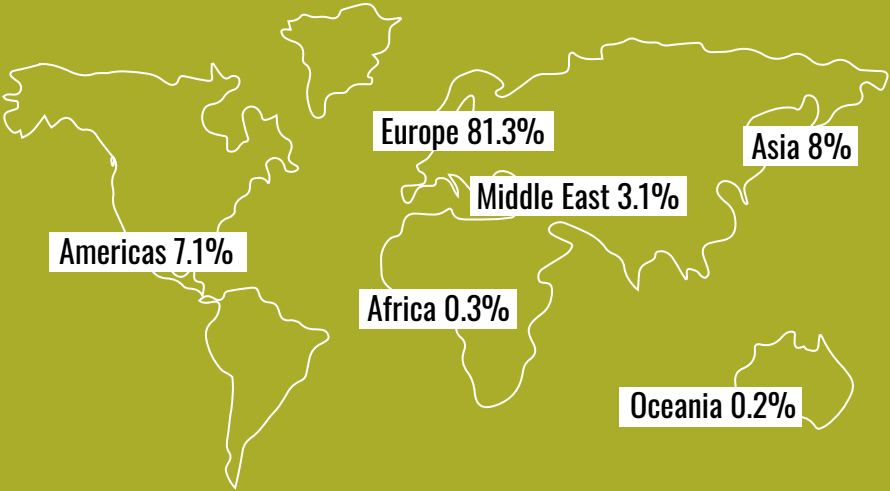 Europe 81.3%
Asia 8%
Middle East 3.1%
Americas 7.1%
Africa 0.3%
Oceania 0.2%